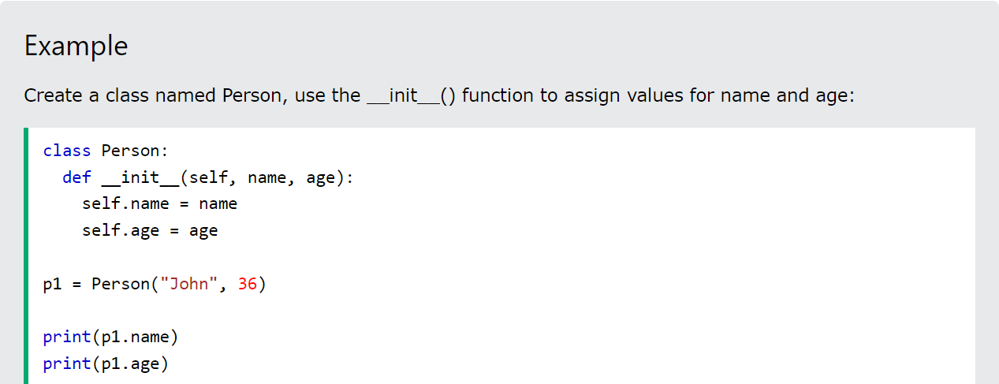 Example
Create a class named Person, use the __init__() function to assign values for name and age:
class Person:
  def __init__(self, name, age):
    self.name = name
    self.age = age
p1 = Person("John", 36)
print(p1.name)
print(p1.age)